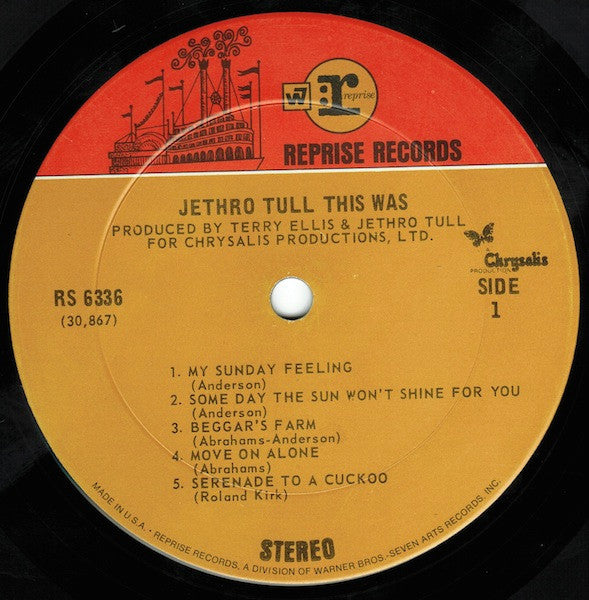 W7 r: reprise
REPRISE RECORDS
JETHRO TULL THIS WAS
PRODUCED BY TERRY ELLIS & JETHRO TULL
FOR CHRYSALIS PRODUCTIONS, LTD.
Chrysalis
PRODUCTION
RS 6336
(30,867)
SIDE
1
1. MY SUNDAY FEELING
(Anderson)
2. SOME DAY THE SUN WON'T SHINE FOR YOU
(Anderson)
3. BEGGAR'S FARM
(Abrahams-Anderson)
4. MOVE ON ALONE
(Abrahams)
5. SERENADE TO A CUCKOO
(Roland Kirk)
STEREO
MADE IN U.S.A. - REPRISE RECORDS, A DIVISION OF WARNER BROS.-SEVEN ARTS RECORDS, INC.